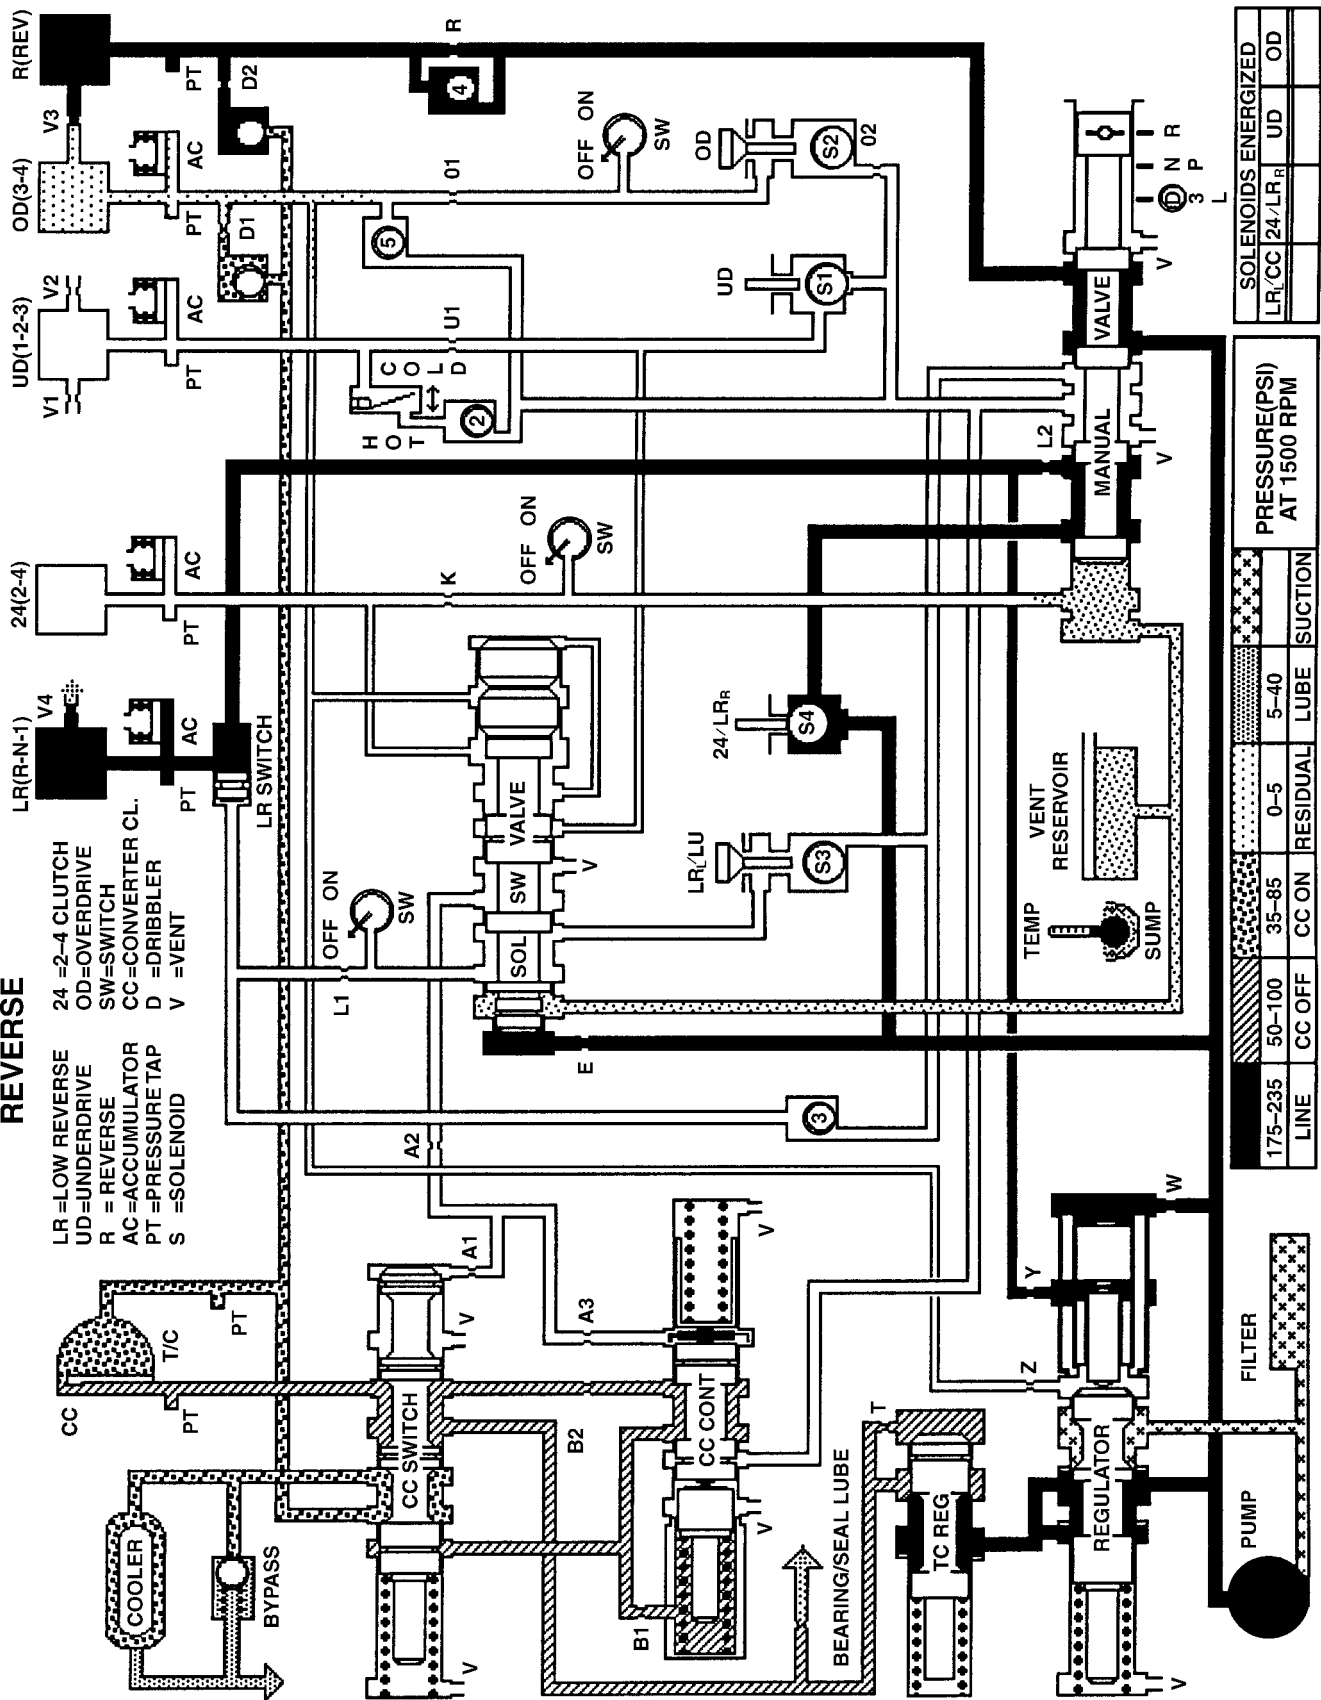 REVERSE
LR =LOW REVERSE
UD=UNDERDRIVE
R = REVERSE
AC =ACCUMULATOR
PT =PRESSURE TAP
S =SOLENOID
24 =2–4 CLUTCH
OD=OVERDRIVE
SW=SWITCH
CC =CONVERTER CL.
D =DRIBBLER
V =VENT
LR(R-N-1)
V4
AC
PT
LR SWITCH
24(2-4)
AC
PT
UD(1-2-3)
V1
V2
AC
PT
OD(3-4)
V3
AC
PT
D1
R(REV)
PT
D2
R
4
CC
T/C
PT
PT
COOLER
BYPASS
CC SWITCH
V
V
A1
A2
A3
L1
OFF ON
SW
SOL SW VALVE
V
E
K
OFF ON
SW
HOT
COLD
2
U1
5
01
OFF ON
SW
UD
S1
OD
S2
02
LR L/LU
S3
24/LR R
S4
3
B2
B1
CC CONT
V
V
BEARING/SEAL LUBE
T
TC REG
REGULATOR
V
Z
Y
W
PUMP
FILTER
TEMP
SUMP
VENT
RESERVOIR
MANUAL VALVE
L2
V
V
D N R
3 P
L
175–235 50–100 35–85 0–5 5–40 PRESSURE(PSI)
LINE CC OFF CC ON RESIDUAL LUBE SUCTION AT 1500 RPM
SOLENOIDS ENERGIZED
LR L/CC 24/LR R UD OD